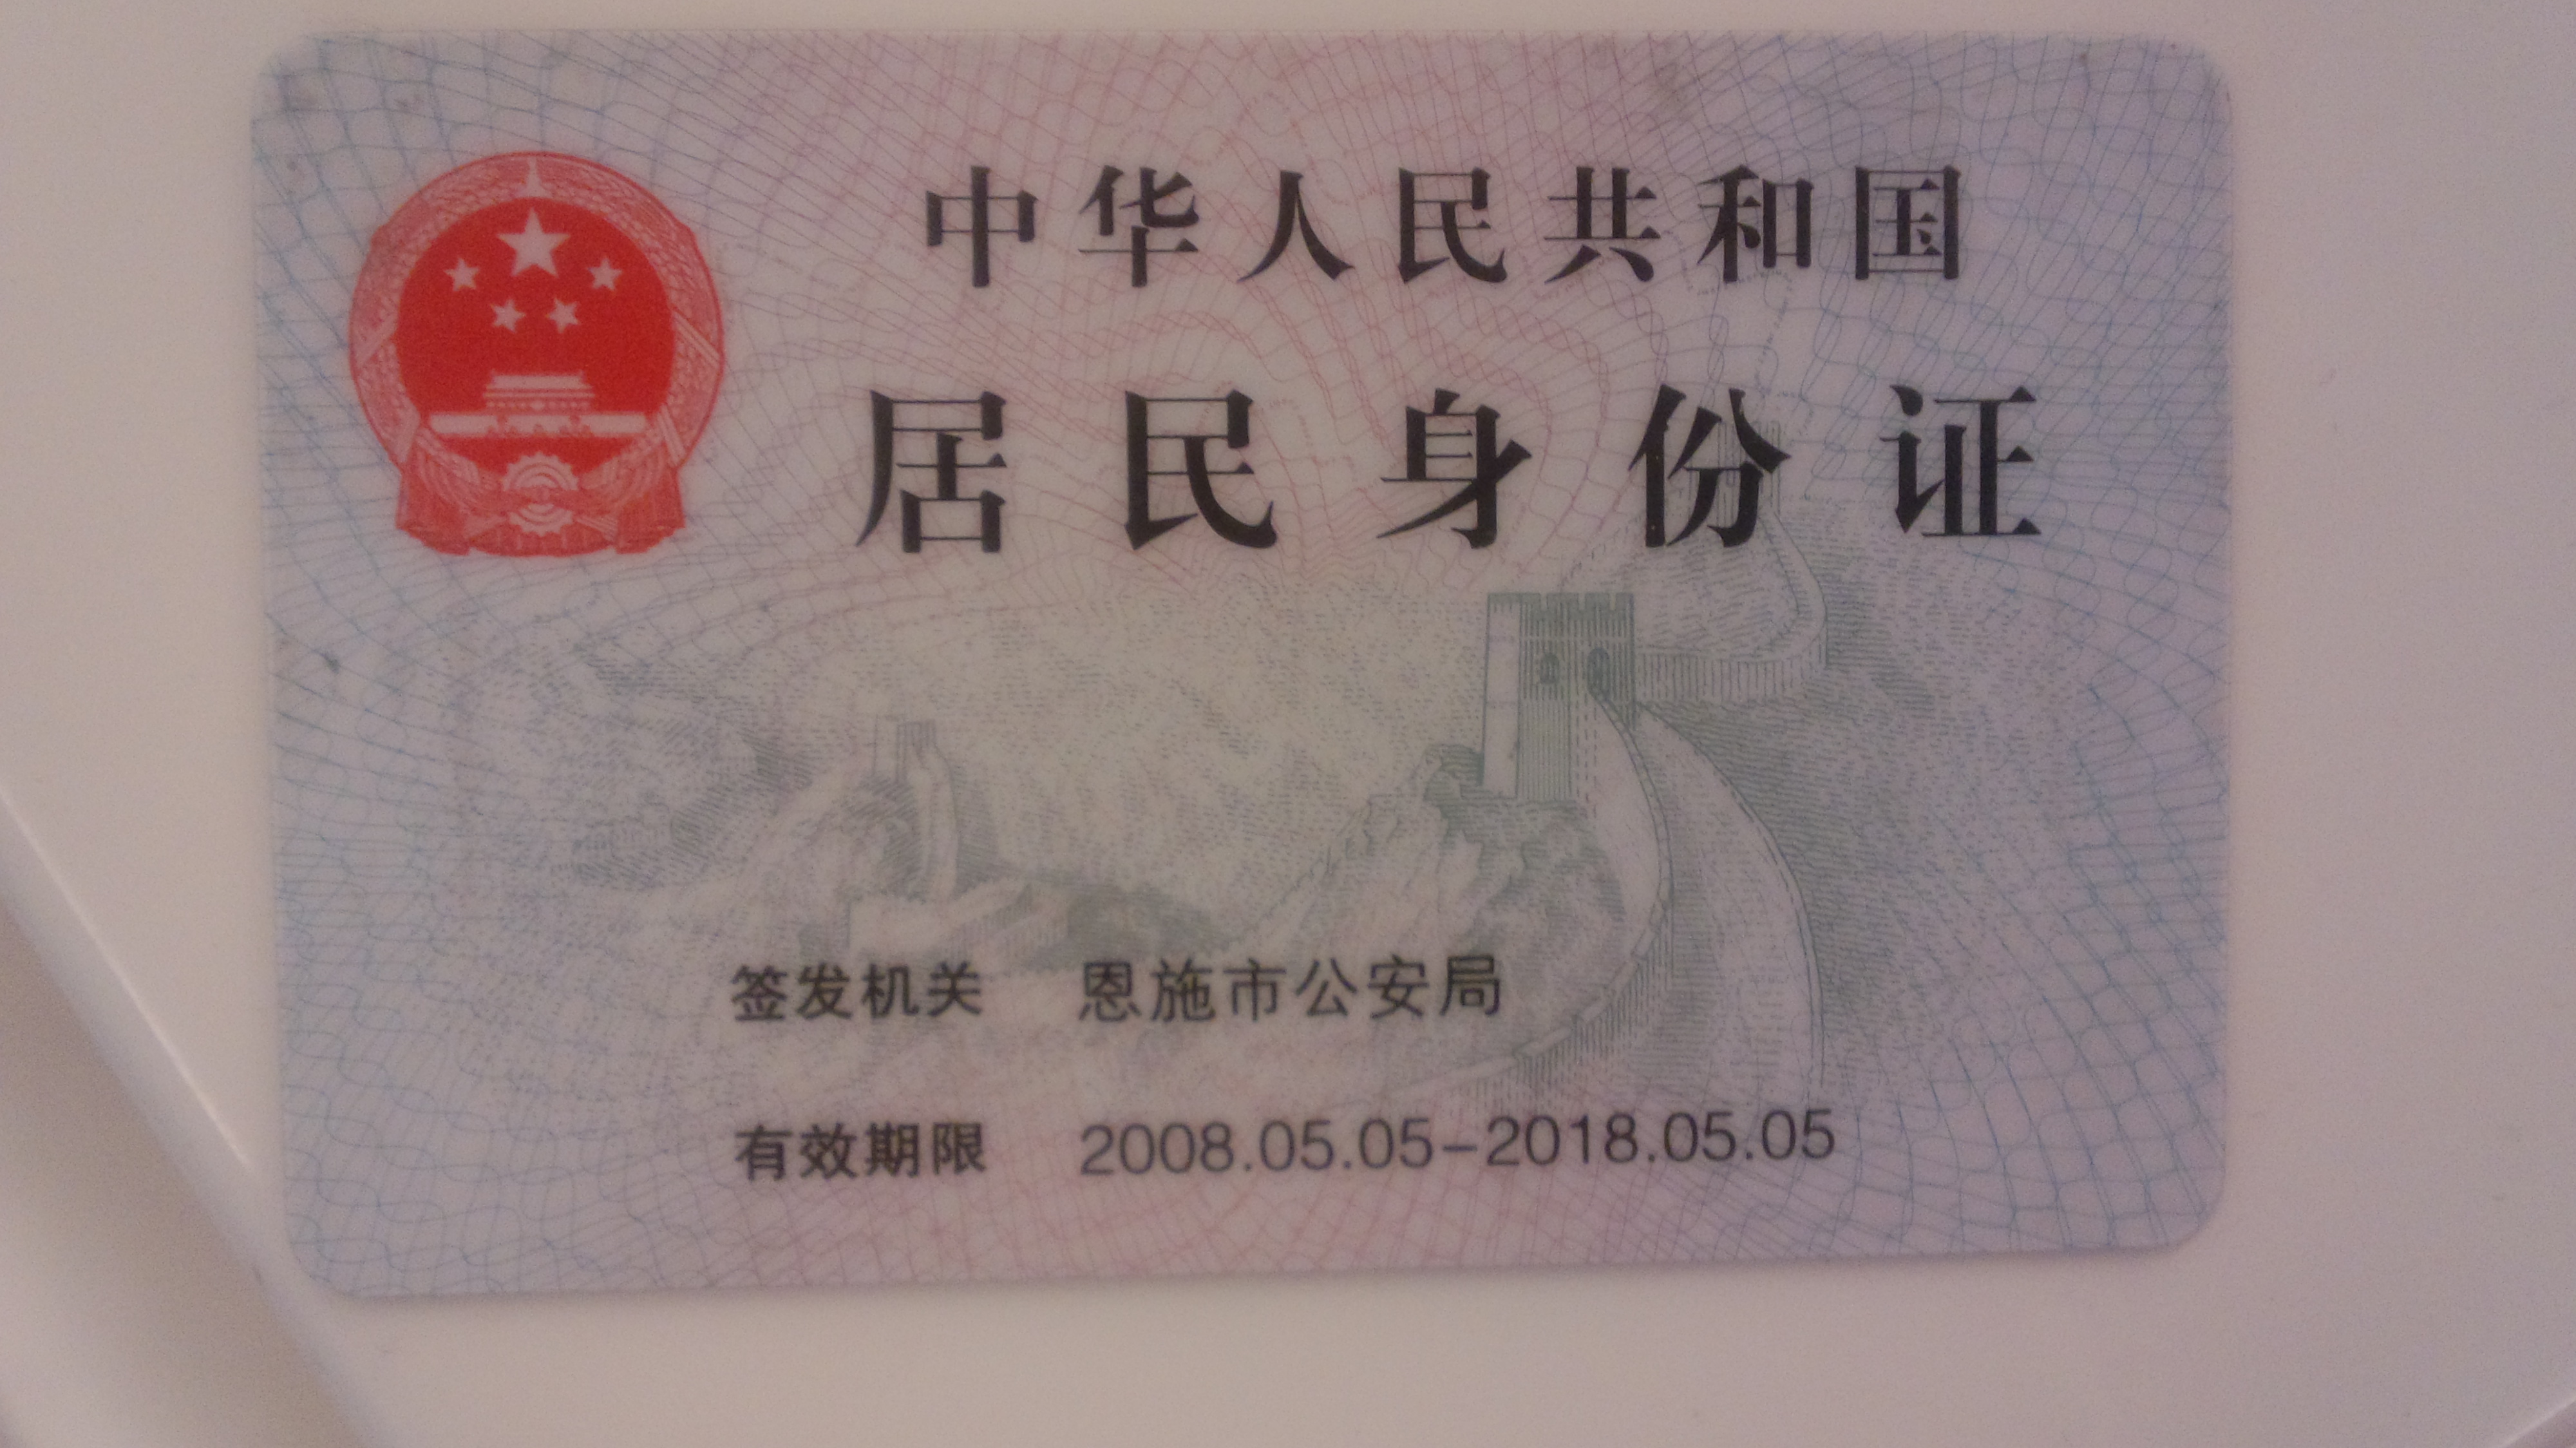 中华人民共和国
居民身份证
签发机关 恩施市公安局
有效期限 2008.05.05-2018.05.05